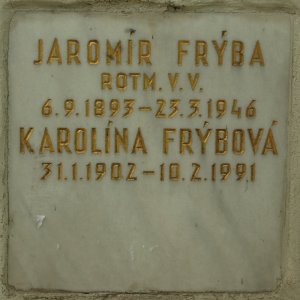 JAROMÍR FRÝBA
ROTM. V. V.
6.9.1893–23.3.1946
KAROLÍNA FRÝBOVÁ
31.1.1902–10.2.1991